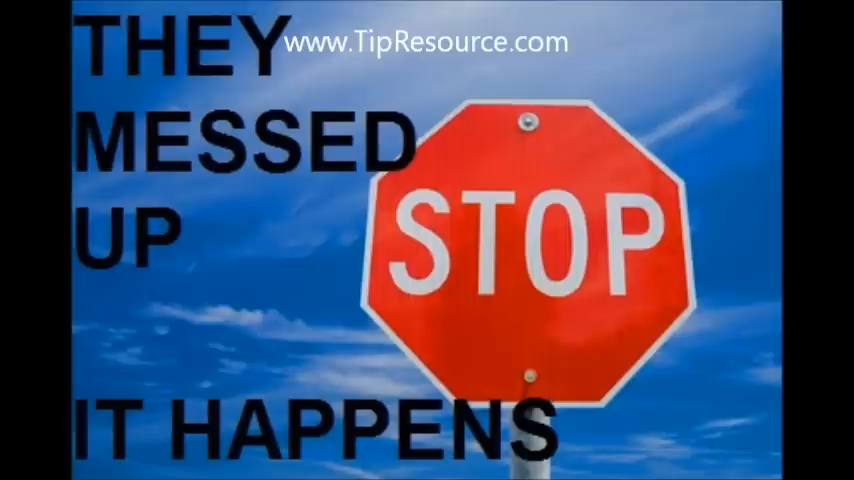 www.TipResource.com
THEY
MESSED
UP
STOP
IT HAPPENS